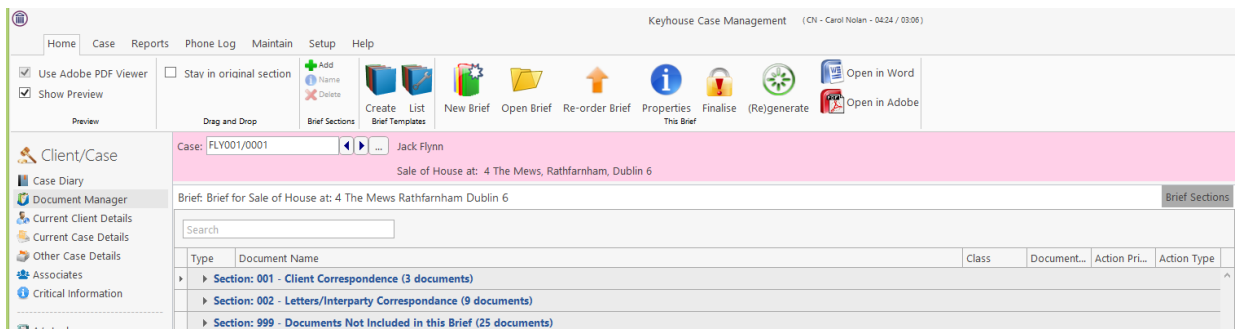 Keyhouse Case Management (CN - Carol Nolan - 04:24 / 03:06)
Home Case Reports Phone Log Maintain Setup Help
Use Adobe PDF Viewer
Show Preview
Preview
Stay in original section
Drag and Drop
Add
Name
Delete
Brief Sections
Create List
Brief Templates
New Brief Open Brief Re-order Brief Properties Finalise (Re)generate
This Brief
Open in Word
Open in Adobe
Client/Case
Case Diary
Document Manager
Current Client Details
Current Case Details
Other Case Details
Associates
Critical Information
Case: FLY001/0001 ... Jack Flynn
Sale of House at: 4 The Mews, Rathfarnham, Dublin 6
Brief: Brief for Sale of House at: 4 The Mews Rathfarnham Dublin 6 Brief Sections
Search
Type Document Name Class Document... Action Pri... Action Type
Section: 001 - Client Correspondence (3 documents)
Section: 002 - Letters/Interparty Correspondance (9 documents)
Section: 999 - Documents Not Included in this Brief (25 documents)